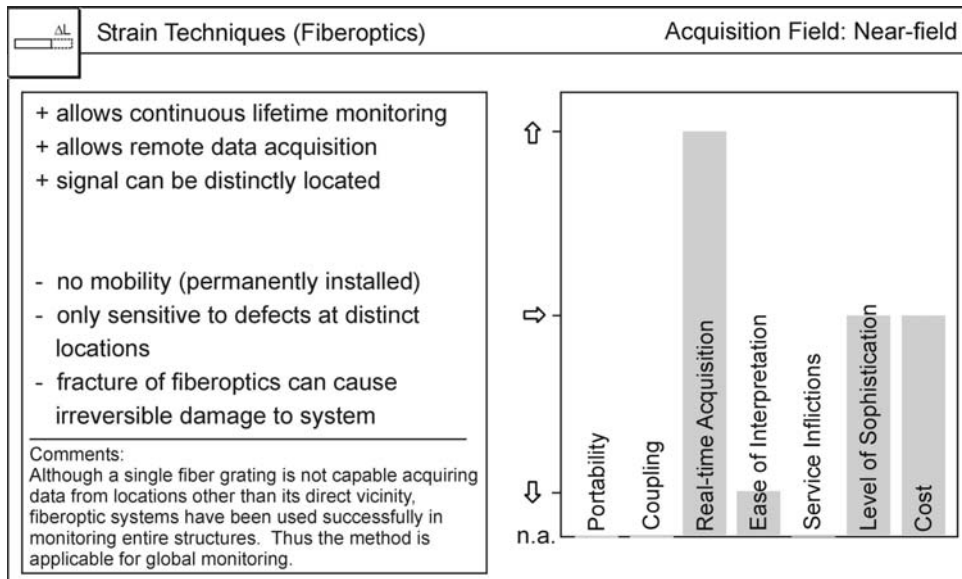 ΔL
Strain Techniques (Fiberoptics)
Acquisition Field: Near-field
+ allows continuous lifetime monitoring
+ allows remote data acquisition
+ signal can be distinctly located
- no mobility (permanently installed)
- only sensitive to defects at distinct
locations
- fracture of fiberoptics can cause
irreversible damage to system
Comments:
Although a single fiber grating is not capable acquiring
data from locations other than its direct vicinity,
fiberoptic systems have been used successfully in
monitoring entire structures. Thus the method is
applicable for global monitoring.
n.a.
Portability
Coupling
Real-time Acquisition
Ease of Interpretation
Service Inflictions
Level of Sophistication
Cost